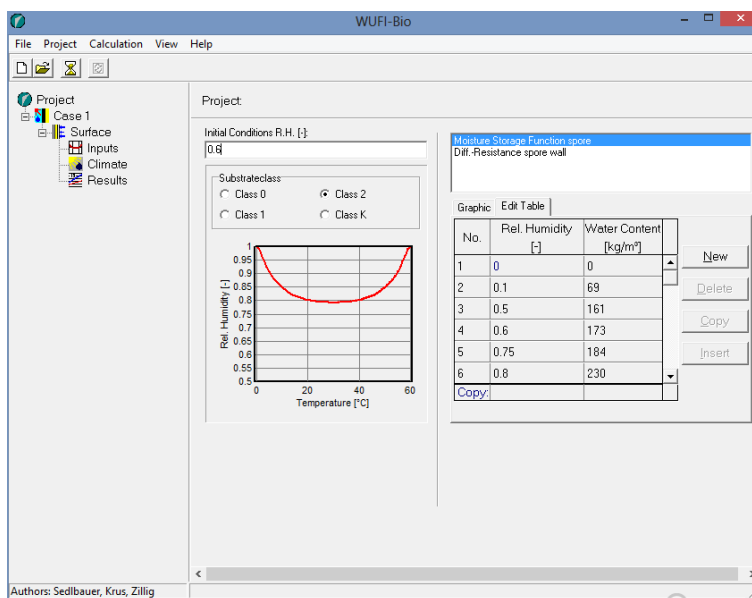 WUFI-Bio
File Project Calculation View Help
Project
Case 1
Surface
Inputs
Climate
Results
Project:
Initial Conditions R.H. [-]:
0.6
Substrateclass
Class 0 Class 2
Class 1 Class K
1
0.95
0.9
0.85
0.8
0.75
0.7
0.65
0.6
0.55
0.5
Rel. Humidity [-]
0 20 40 60
Temperature [°C]
Moisture Storage Function spore
Diff.-Resistance spore wall
Graphic Edit Table
No. Rel. Humidity [-] Water Content [kg/m³]
1 0 0
2 0.1 69
3 0.5 161
4 0.6 173
5 0.75 184
6 0.8 230
Copy:
New
Delete
Copy
Insert
Authors: Sedlbauer, Krus, Zillig